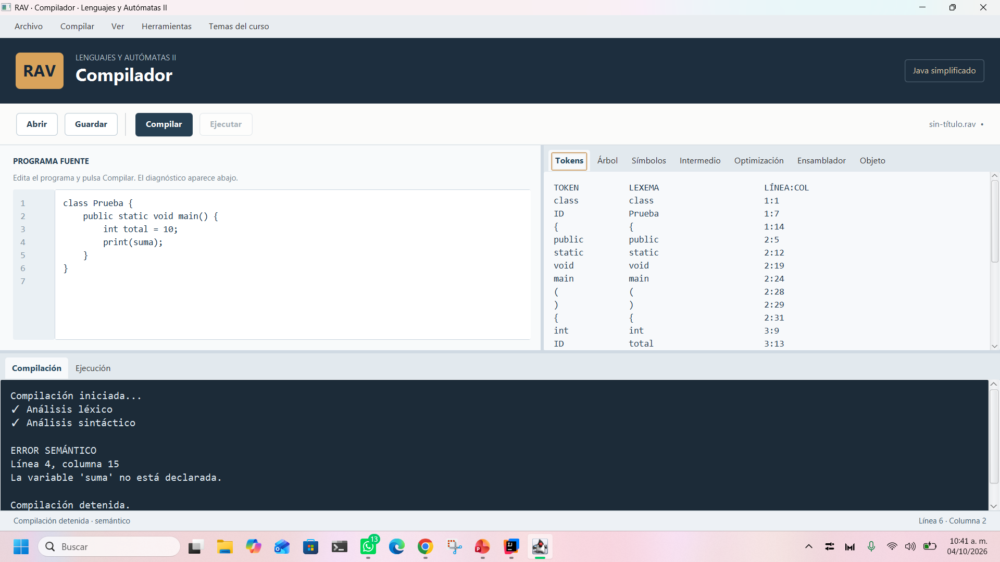 RAV · Compilador · Lenguajes y Autómatas II
Archivo Compilar Ver Herramientas Temas del curso
RAV
LENGUAJES Y AUTÓMATAS II
Compilador
Java simplificado
Abrir Guardar Compilar Ejecutar
sin-título.rav •
PROGRAMA FUENTE
Edita el programa y pulsa Compilar. El diagnóstico aparece abajo.
1 class Prueba {
2 public static void main() {
3 int total = 10;
4 print(suma);
5 }
6 }
7
Tokens Árbol Símbolos Intermedio Optimización Ensamblador Objeto
TOKEN LEXEMA LÍNEA:COL
class class 1:1
ID Prueba 1:7
{ { 1:14
public public 2:5
static static 2:12
void void 2:19
main main 2:24
( ( 2:28
) ) 2:29
{ { 2:31
int int 3:9
ID total 3:13
Compilación Ejecución
Compilación iniciada...
✓ Análisis léxico
✓ Análisis sintáctico
ERROR SEMÁNTICO
Línea 4, columna 15
La variable 'suma' no está declarada.
Compilación detenida.
Compilación detenida · semántico
Línea 6 · Columna 2
Buscar
13
10:41 a. m.
04/10/2026